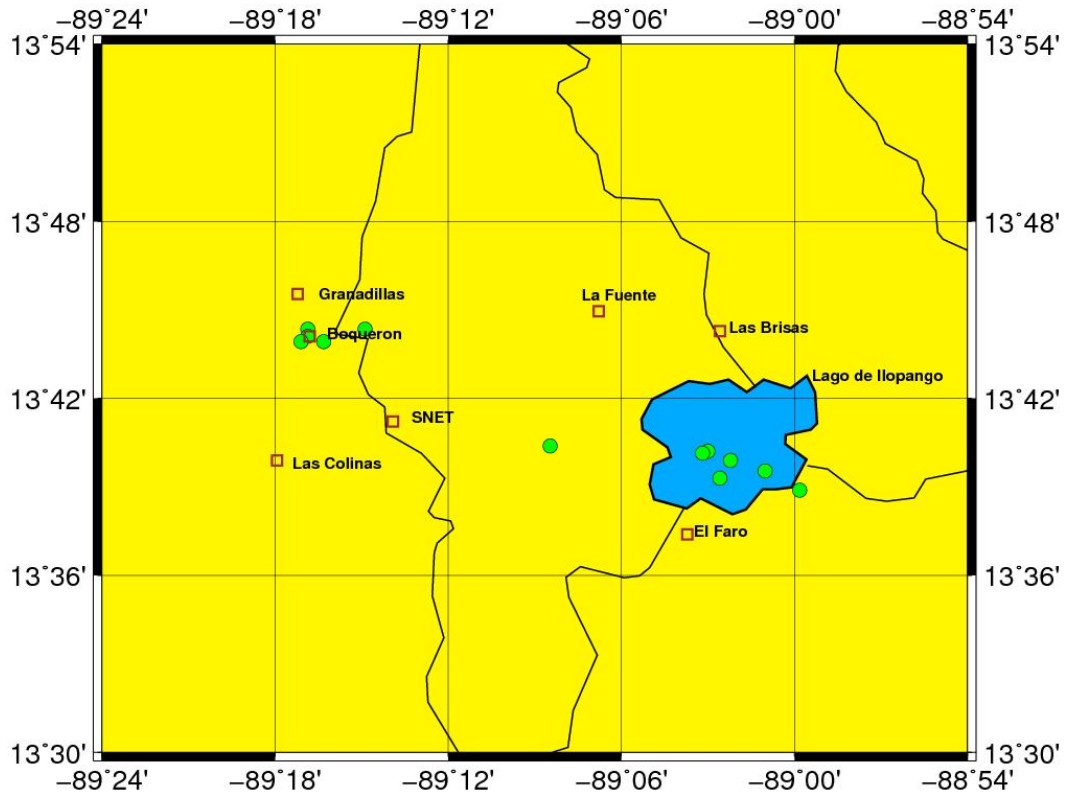 −89˚24' −89˚18' −89˚12' −89˚06' −89˚00' −88˚54'
13˚54' 13˚54'
13˚48' 13˚48'
Granadillas
La Fuente
Las Brisas
Boqueron
Lago de Ilopango
13˚42' 13˚42'
SNET
Las Colinas
El Faro
13˚36' 13˚36'
13˚30' 13˚30'
−89˚24' −89˚18' −89˚12' −89˚06' −89˚00' −88˚54'